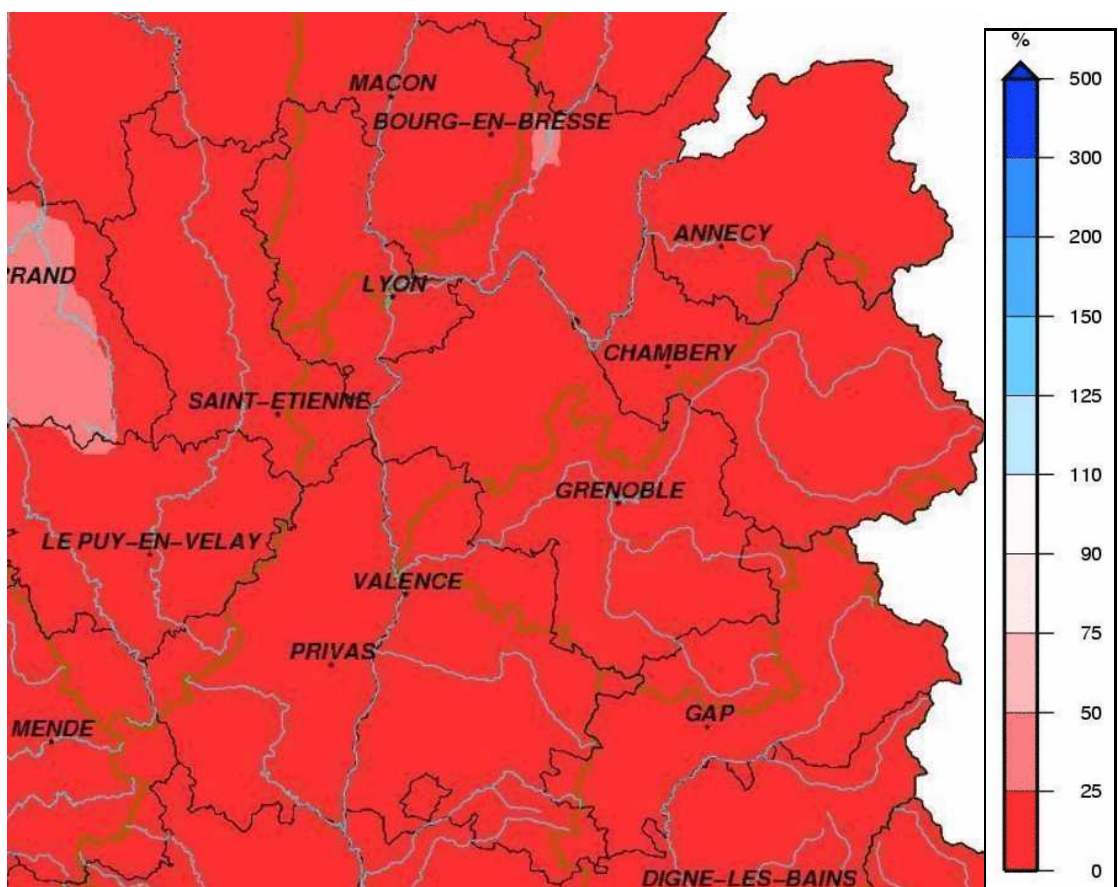 %
MACON
500
BOURG-EN-BRESSE
300
ANNECY
200
RAND
LYON
150
CHAMBERY
125
SAINT-ETIENNE
110
GRENOBLE
LE PUY-EN-VELAY
90
VALENCE
75
PRIVAS
GAP
50
MENDE
25
DIGNE-LES-BAINS
0